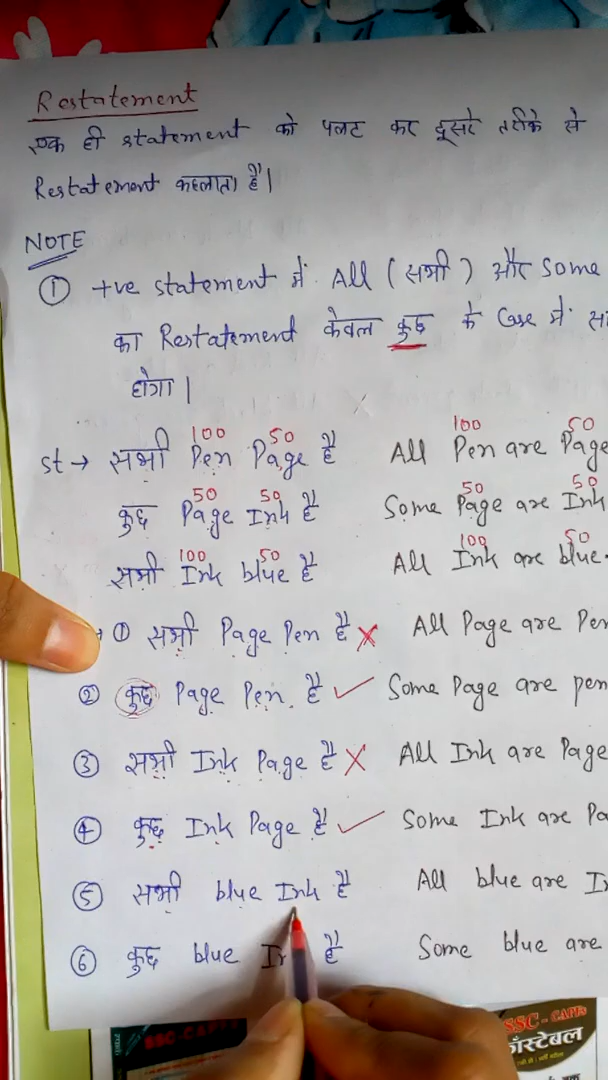 Restatement
एक ही statement को पलट कर दूसरे तरीके से
Restatement कहलाता है।
NOTE
① +ve statement में All (सभी) और Some
का Restatement केवल कुछ के Case में
होगा।
100 50 100 50
st → सभी Pen Page है All Pen are Page
50 50 50 50
कुछ Page Ink है Some Page are Ink
100 50 100 50
सभी Ink blue है All Ink are blue.
① सभी Page Pen है ✗ All Page are Pen
② कुछ Page Pen है ✓ Some Page are pen
③ सभी Ink Page है ✗ All Ink are Page
④ कुछ Ink Page है ✓ Some Ink are Pa
⑤ सभी blue Ink है All blue are In
⑥ कुछ blue है Some blue are
SSC-CAPFs SSC-CAPFs
कॉंस्टेबल